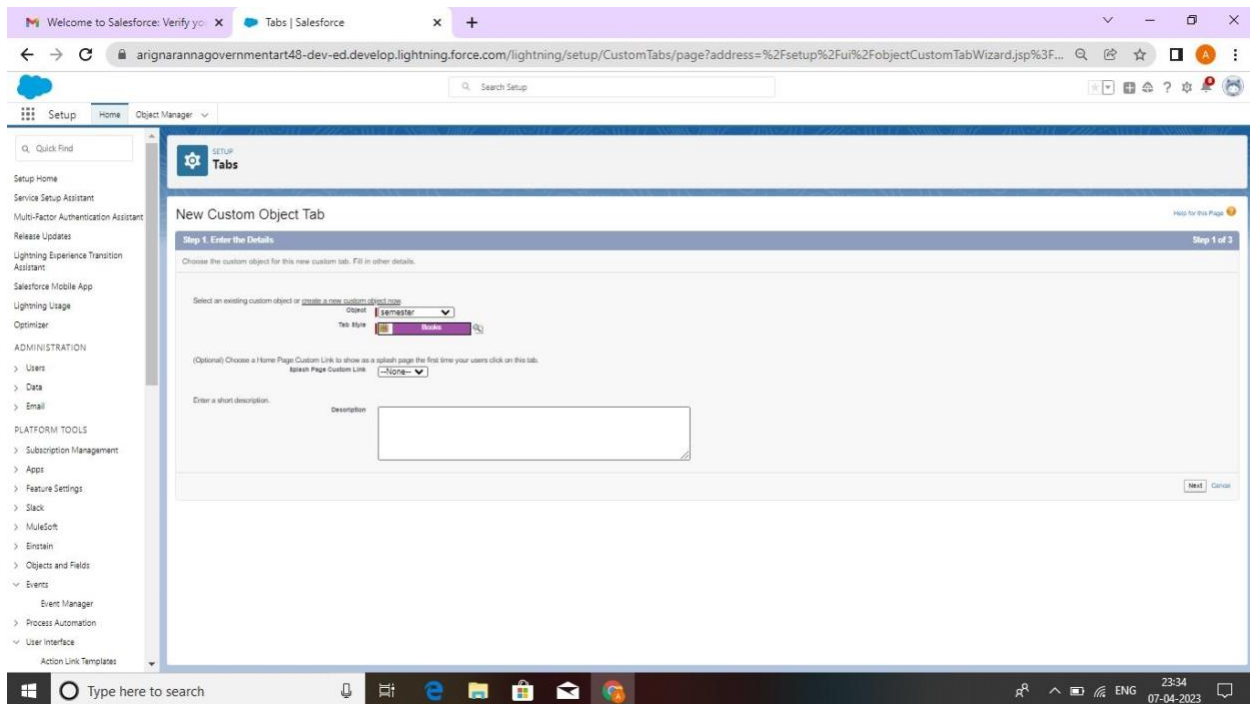 Welcome to Salesforce: Verify yo
Tabs | Salesforce
arignarannagovernmentart48-dev-ed.develop.lightning.force.com/lightning/setup/CustomTabs/page?address=%2Fsetup%2Fui%2FobjectCustomTabWizard.jsp%3F...
A
Search Setup
Setup
Home
Object Manager
Quick Find
Setup Home
Service Setup Assistant
Multi-Factor Authentication Assistant
Release Updates
Lightning Experience Transition
Assistant
Salesforce Mobile App
Lightning Usage
Optimizer
ADMINISTRATION
Users
Data
Email
PLATFORM TOOLS
Subscription Management
Apps
Feature Settings
Slack
MuleSoft
Einstein
Objects and Fields
Events
Event Manager
Process Automation
User Interface
Action Link Templates
SETUP
Tabs
New Custom Object Tab
Help for this Page
Step 1. Enter the Details
Step 1 of 3
Choose the custom object for this new custom tab. Fill in other details.
Select an existing custom object or create a new custom object now
Object semester
Tab Style Books
(Optional) Choose a Home Page Custom Link to show as a splash page the first time your users click on this tab.
Splash Page Custom Link --None--
Enter a short description.
Description
Next Cancel
Type here to search
ENG
23:34
07-04-2023